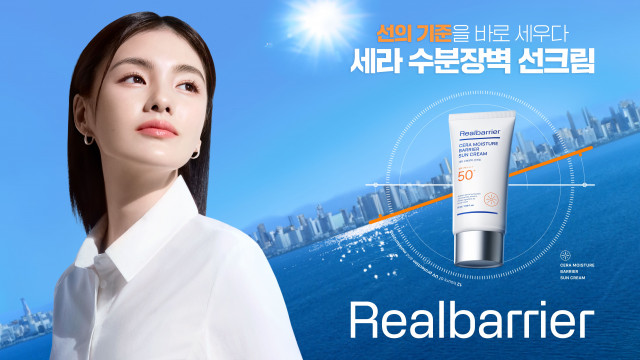 선의 기준을 바로 세우다
세라 수분장벽 선크림
Realbarrier
CERA MOISTURE
BARRIER
SUN CREAM
50+
CERA MOISTURE
BARRIER
SUN CREAM
Realbarrier